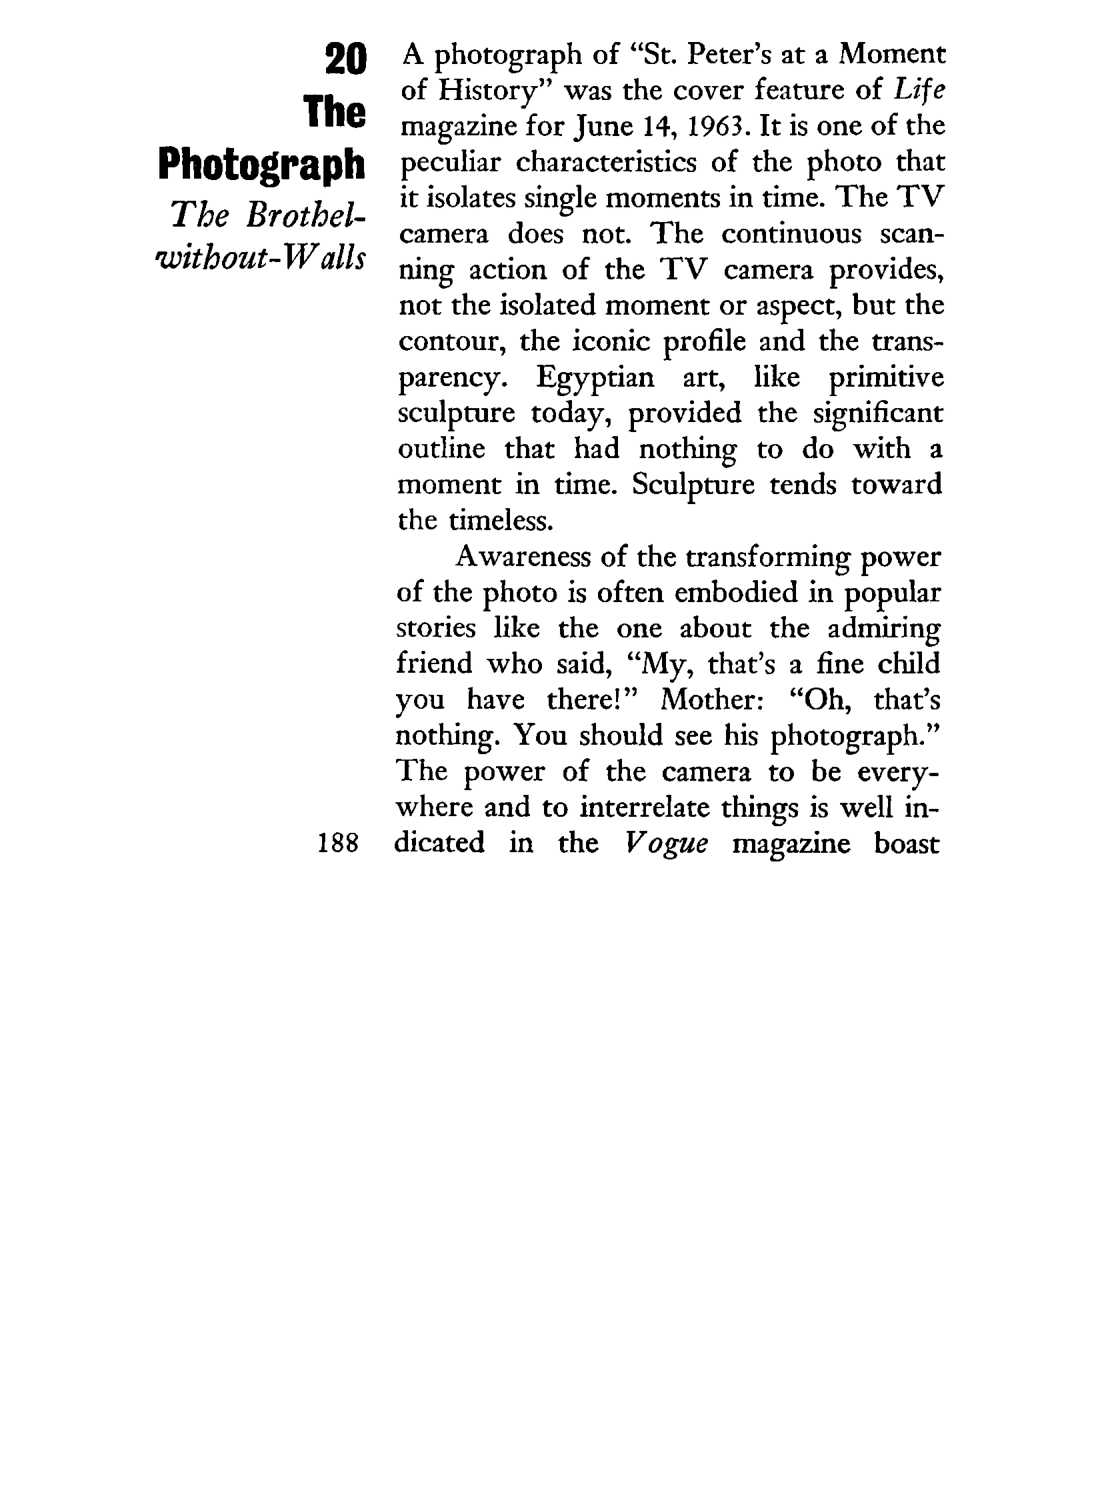 20
The
Photograph
The Brothel-
without-Walls
A photograph of “St. Peter’s at a Moment
of History” was the cover feature of Life
magazine for June 14, 1963. It is one of the
peculiar characteristics of the photo that
it isolates single moments in time. The TV
camera does not. The continuous scan-
ning action of the TV camera provides,
not the isolated moment or aspect, but the
contour, the iconic profile and the trans-
parency. Egyptian art, like primitive
sculpture today, provided the significant
outline that had nothing to do with a
moment in time. Sculpture tends toward
the timeless.
Awareness of the transforming power
of the photo is often embodied in popular
stories like the one about the admiring
friend who said, “My, that’s a fine child
you have there!” Mother: “Oh, that’s
nothing. You should see his photograph.”
The power of the camera to be every-
where and to interrelate things is well in-
dicated in the Vogue magazine boast
188